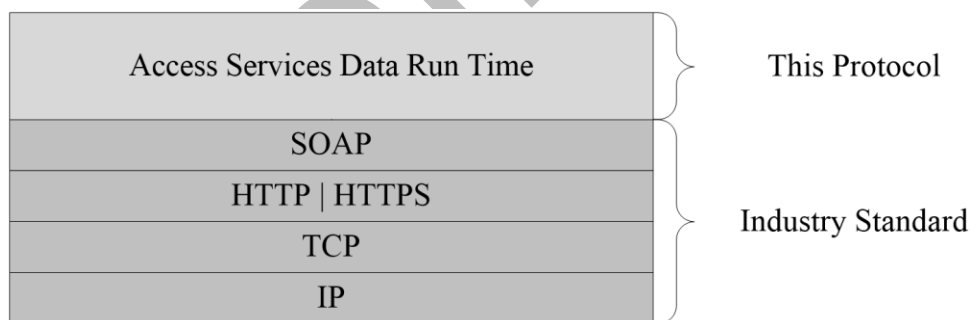 Access Services Data Run Time
This Protocol
SOAP
HTTP | HTTPS
TCP
IP
Industry Standard